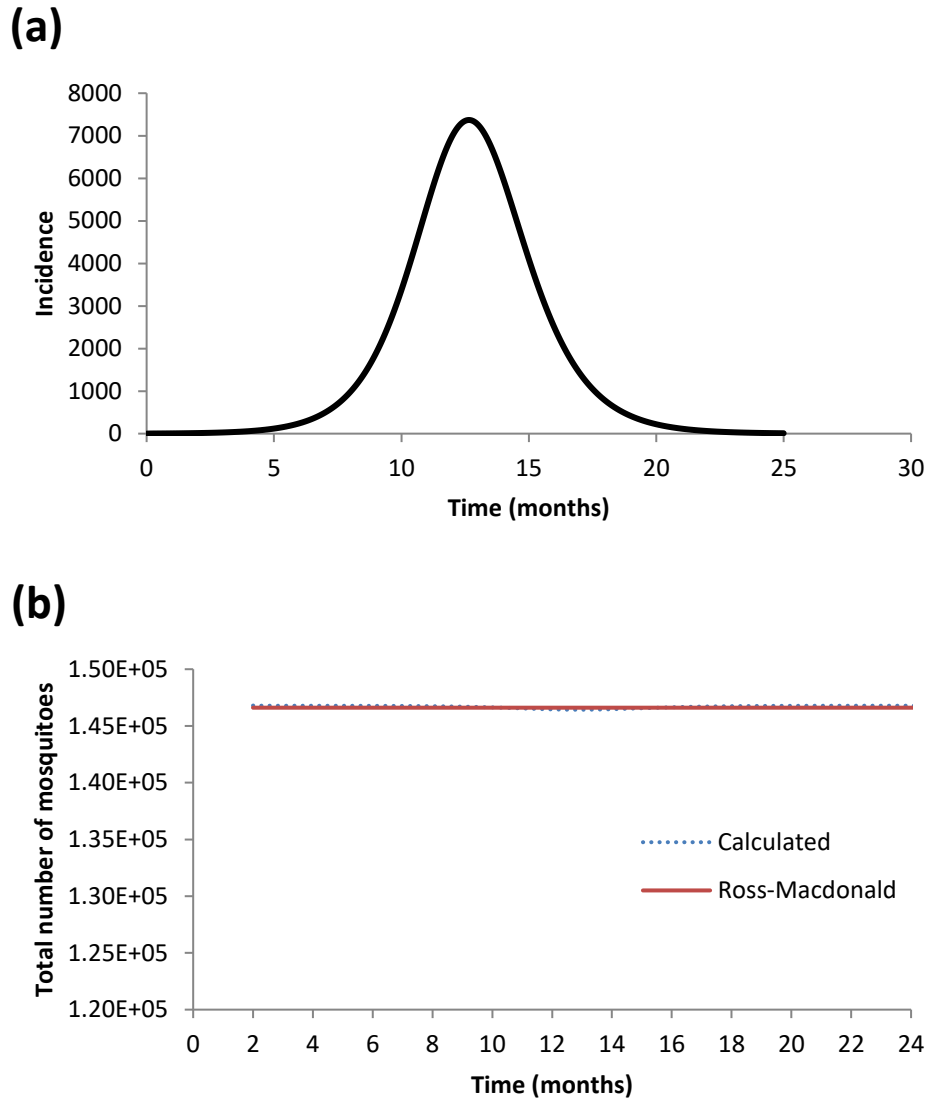 (a)
8000
7000
6000
5000
4000
3000
2000
1000
0
Incidence
0 5 10 15 20 25 30
Time (months)
(b)
1.50E+05
1.45E+05
1.40E+05
1.35E+05
1.30E+05
1.25E+05
1.20E+05
Total number of mosquitoes
Calculated
Ross-Macdonald
0 2 4 6 8 10 12 14 16 18 20 22 24
Time (months)